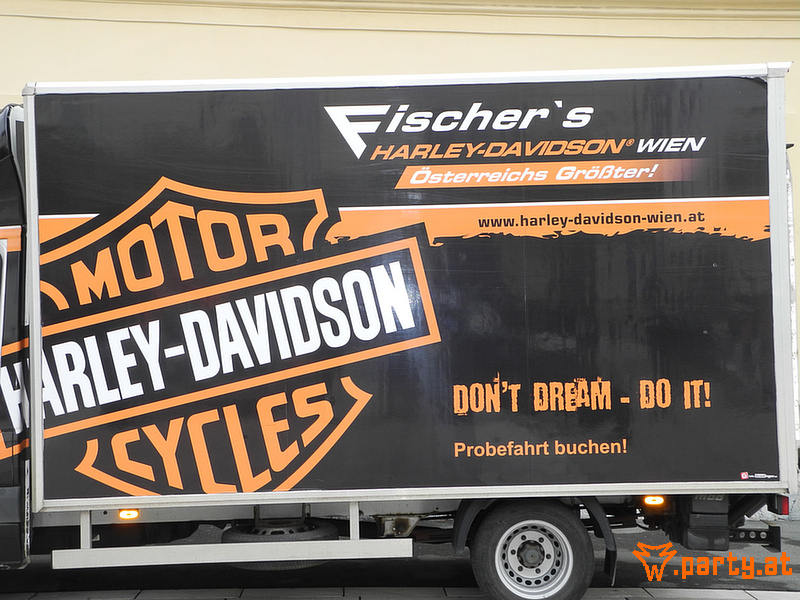 Fischer`s
HARLEY-DAVIDSON® WIEN
Österreichs Größter!
www.harley-davidson-wien.at
MOTOR
HARLEY-DAVIDSON
CYCLES
DON'T DREAM - DO IT!
Probefahrt buchen!
W.party.at